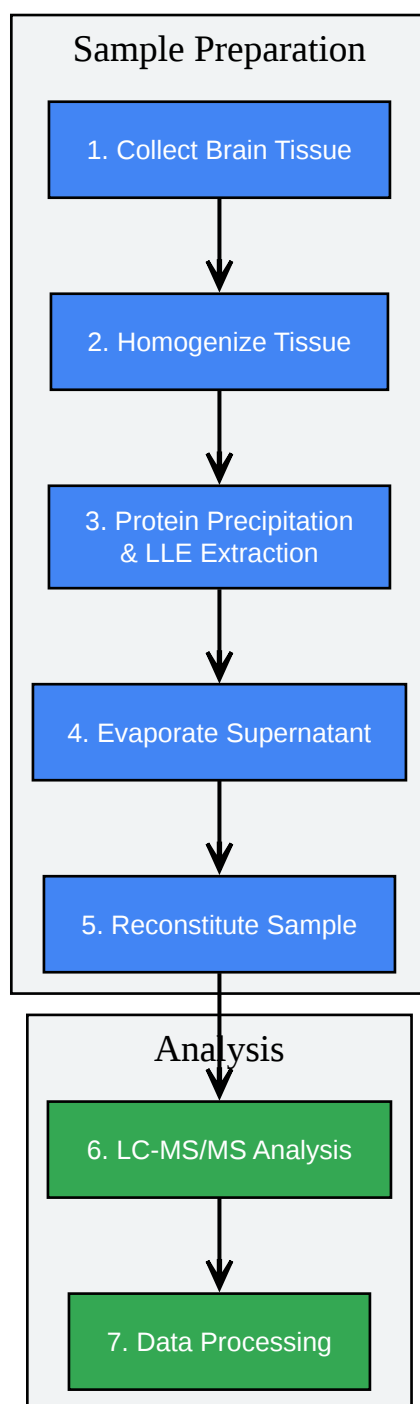 Sample Preparation
1. Collect Brain Tissue
2. Homogenize Tissue
3. Protein Precipitation
& LLE Extraction
4. Evaporate Supernatant
5. Reconstitute Sample
Analysis
6. LC-MS/MS Analysis
7. Data Processing